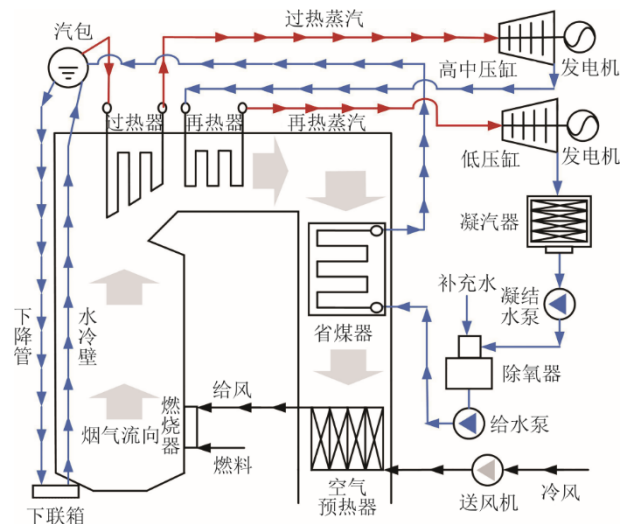 汽包
过热蒸汽
高中压缸
发电机
过热器
再热器
再热蒸汽
低压缸
发电机
凝汽器
补充水
凝结
水泵
下降管
水冷壁
省煤器
除氧器
给水泵
给风
燃烧器
烟气流向
燃料
空气
预热器
送风机
冷风
下联箱